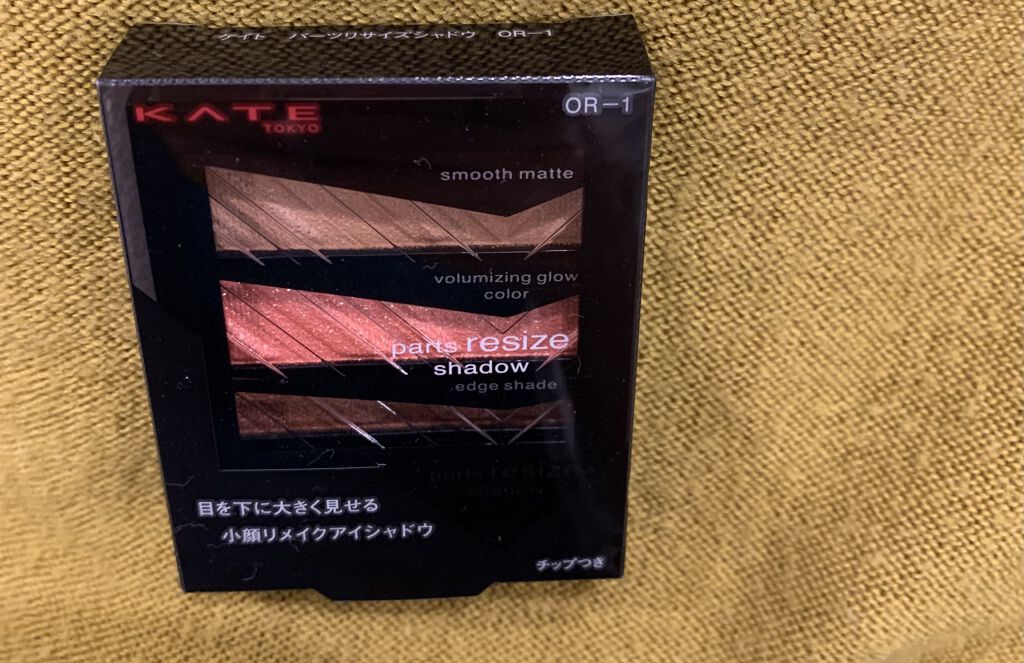 ケイト パーツリサイズシャドウ OR-1
KATE
TOKYO
OR-1
smooth matte
volumizing glow
color
parts resize
shadow
edge shade
parts resize
shadow
目を下に大きく見せる
小顔リメイクアイシャドウ
チップつき